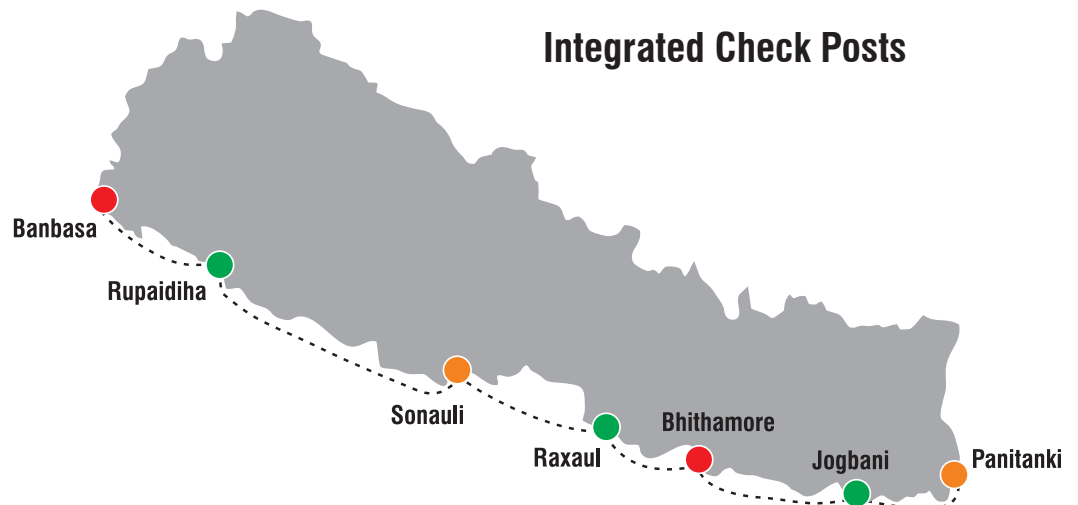 Integrated Check Posts
Banbasa
Rupaidiha
Sonauli
Raxaul
Bhithamore
Jogbani
Panitanki